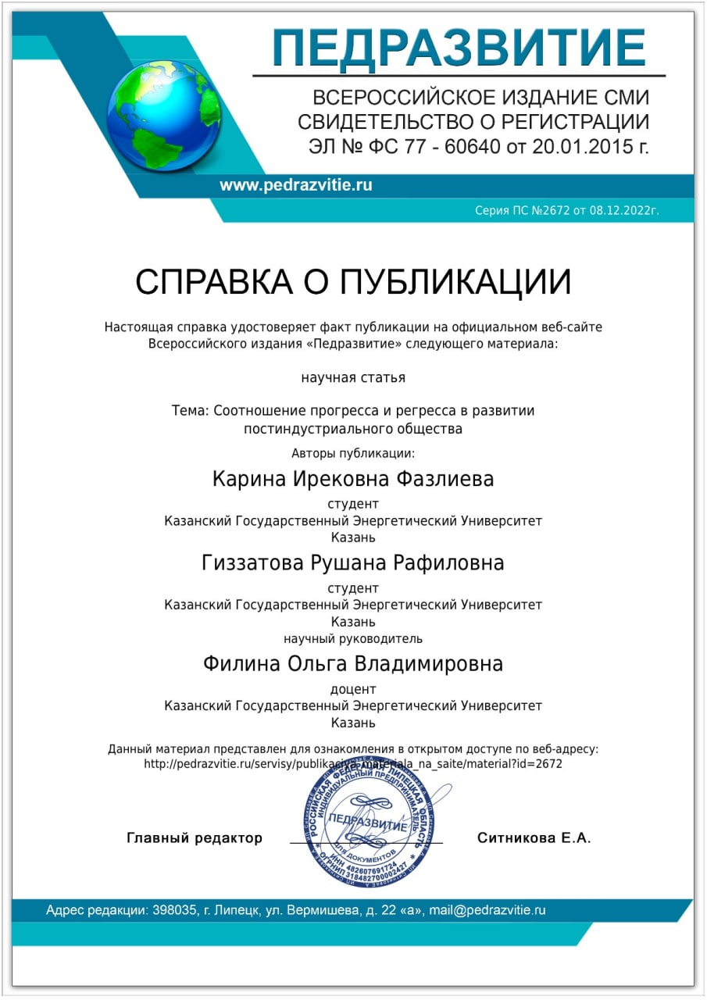 ПЕДРАЗВИТИЕ
ВСЕРОССИЙСКОЕ ИЗДАНИЕ СМИ
СВИДЕТЕЛЬСТВО О РЕГИСТРАЦИИ
ЭЛ № ФС 77 - 60640 от 20.01.2015 г.
www.pedrazvitie.ru
Серия ПС №2672 от 08.12.2022г.
СПРАВКА О ПУБЛИКАЦИИ
Настоящая справка удостоверяет факт публикации на официальном веб-сайте
Всероссийского издания «Педразвитие» следующего материала:
научная статья
Тема: Соотношение прогресса и регресса в развитии
постиндустриального общества
Авторы публикации:
Карина Ирековна Фазлиева
студент
Казанский Государственный Энергетический Университет
Казань
Гиззатова Рушана Рафиловна
студент
Казанский Государственный Энергетический Университет
Казань
научный руководитель
Филина Ольга Владимировна
доцент
Казанский Государственный Энергетический Университет
Казань
Данный материал представлен для ознакомления в открытом доступе по веб-адресу:
http://pedrazvitie.ru/servisy/publikaciya_materiala_na_saite/material?id=2672
РОССИЙСКАЯ ФЕДЕРАЦИЯ ЛИПЕЦКАЯ ОБЛАСТЬ
ИНДИВИДУАЛЬНЫЙ ПРЕДПРИНИМАТЕЛЬ
ПЕДРАЗВИТИЕ
ДЛЯ ДОКУМЕНТОВ
ИНН 482607691724
ОГРНИП 318482700002427
Главный редактор Ситникова Е.А.
Адрес редакции: 398035, г. Липецк, ул. Вермишева, д. 22 «а», mail@pedrazvitie.ru